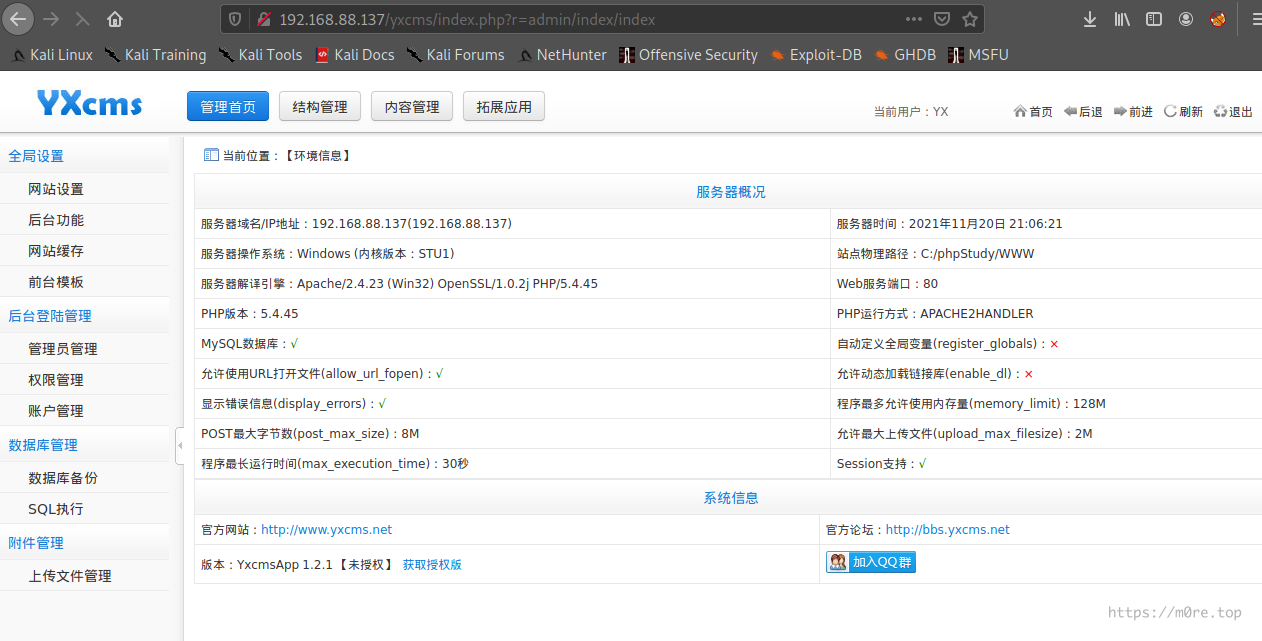 192.168.88.137/yxcms/index.php?r=admin/index/index
Kali Linux Kali Training Kali Tools Kali Docs Kali Forums NetHunter Offensive Security Exploit-DB GHDB MSFU
YXcms 管理首页 结构管理 内容管理 拓展应用 当前用户：YX 首页 后退 前进 刷新 退出
全局设置
网站设置
后台功能
网站缓存
前台模板
后台登陆管理
管理员管理
权限管理
账户管理
数据库管理
数据库备份
SQL执行
附件管理
上传文件管理
当前位置：【环境信息】
服务器概况
服务器域名/IP地址：192.168.88.137(192.168.88.137) 服务器时间：2021年11月20日 21:06:21
服务器操作系统：Windows (内核版本：STU1) 站点物理路径：C:/phpStudy/WWW
服务器解译引擎：Apache/2.4.23 (Win32) OpenSSL/1.0.2j PHP/5.4.45 Web服务端口：80
PHP版本：5.4.45 PHP运行方式：APACHE2HANDLER
MySQL数据库：√ 自动定义全局变量(register_globals)：×
允许使用URL打开文件(allow_url_fopen)：√ 允许动态加载链接库(enable_dl)：×
显示错误信息(display_errors)：√ 程序最多允许使用内存量(memory_limit)：128M
POST最大字节数(post_max_size)：8M 允许最大上传文件(upload_max_filesize)：2M
程序最长运行时间(max_execution_time)：30秒 Session支持：√
系统信息
官方网站：http://www.yxcms.net 官方论坛：http://bbs.yxcms.net
版本：YxcmsApp 1.2.1【未授权】 获取授权版 加入QQ群
https://m0re.top